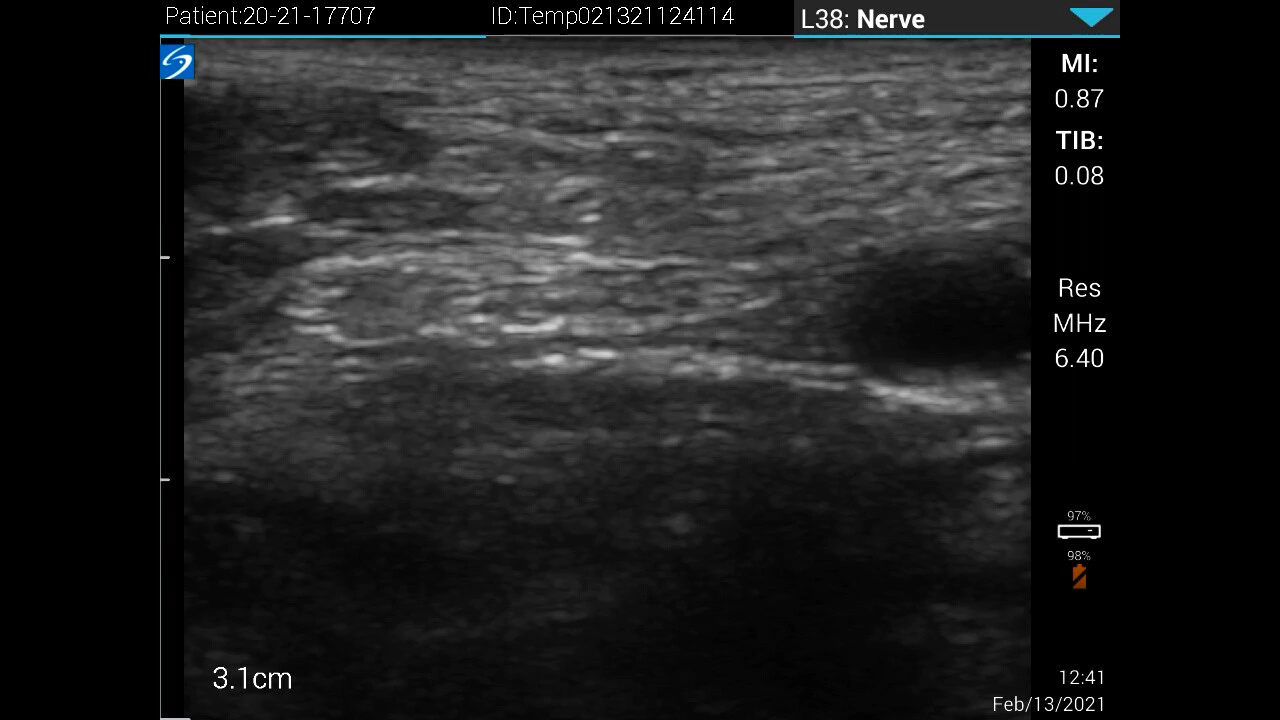 Patient:20-21-17707
ID:Temp021321124114
L38: Nerve
MI:
0.87
TIB:
0.08
Res
MHz
6.40
97%
98%
3.1cm
12:41
Feb/13/2021